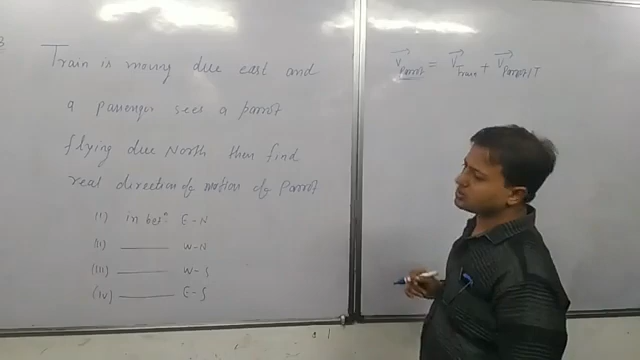 Train is moving due east and
a passenger sees a parrot
flying due North then find
real direction of motion of Parrot
(i) in betn E-N
(ii) ——— W-N
(iii) ——— W-S
(iv) ——— E-S
V Parrot = V Train + V Parrot/T